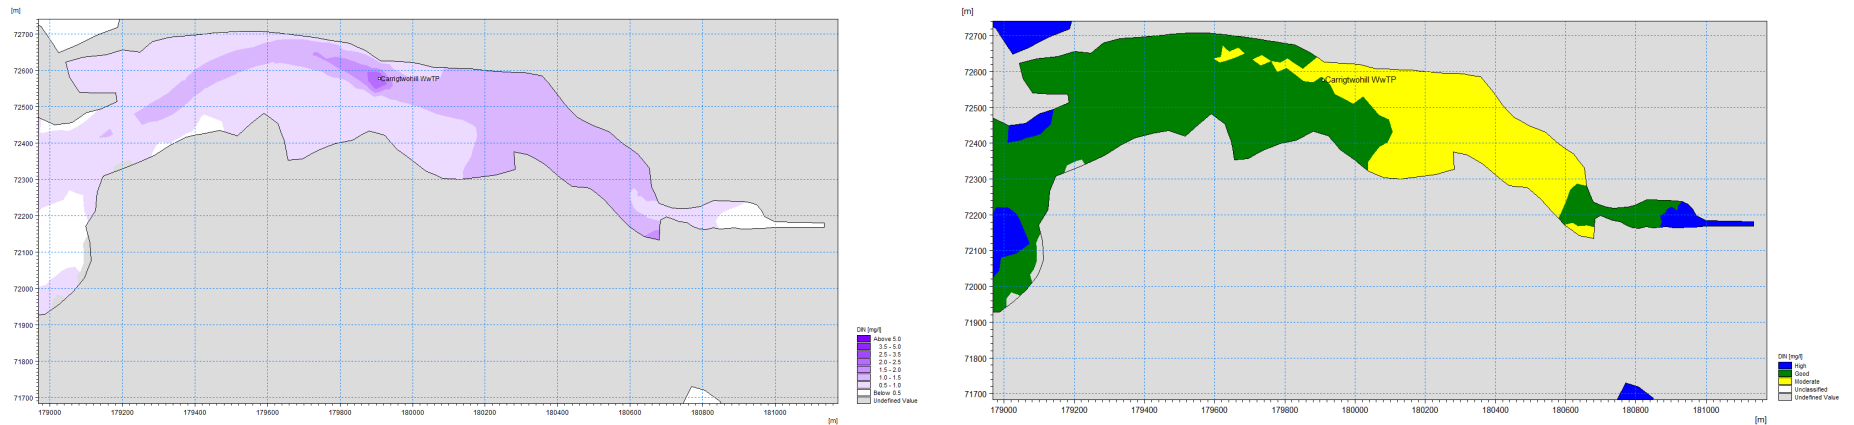 [m]
72700
72600
72500
72400
72300
72200
72100
72000
71900
71800
71700
179000 179200 179400 179600 179800 180000 180200 180400 180600 180800 181000
[m]
Carrigtwohill WwTP
DIN [mg/l]
Above 5.0
3.5 - 5.0
2.5 - 3.5
2.0 - 2.5
1.5 - 2.0
1.0 - 1.5
0.5 - 1.0
Below 0.5
Undefined Value
[m]
72700
72600
72500
72400
72300
72200
72100
72000
71900
71800
71700
179000 179200 179400 179600 179800 180000 180200 180400 180600 180800 181000
[m]
Carrigtwohill WwTP
DIN [mg/l]
High
Good
Moderate
Unclassified
Undefined Value